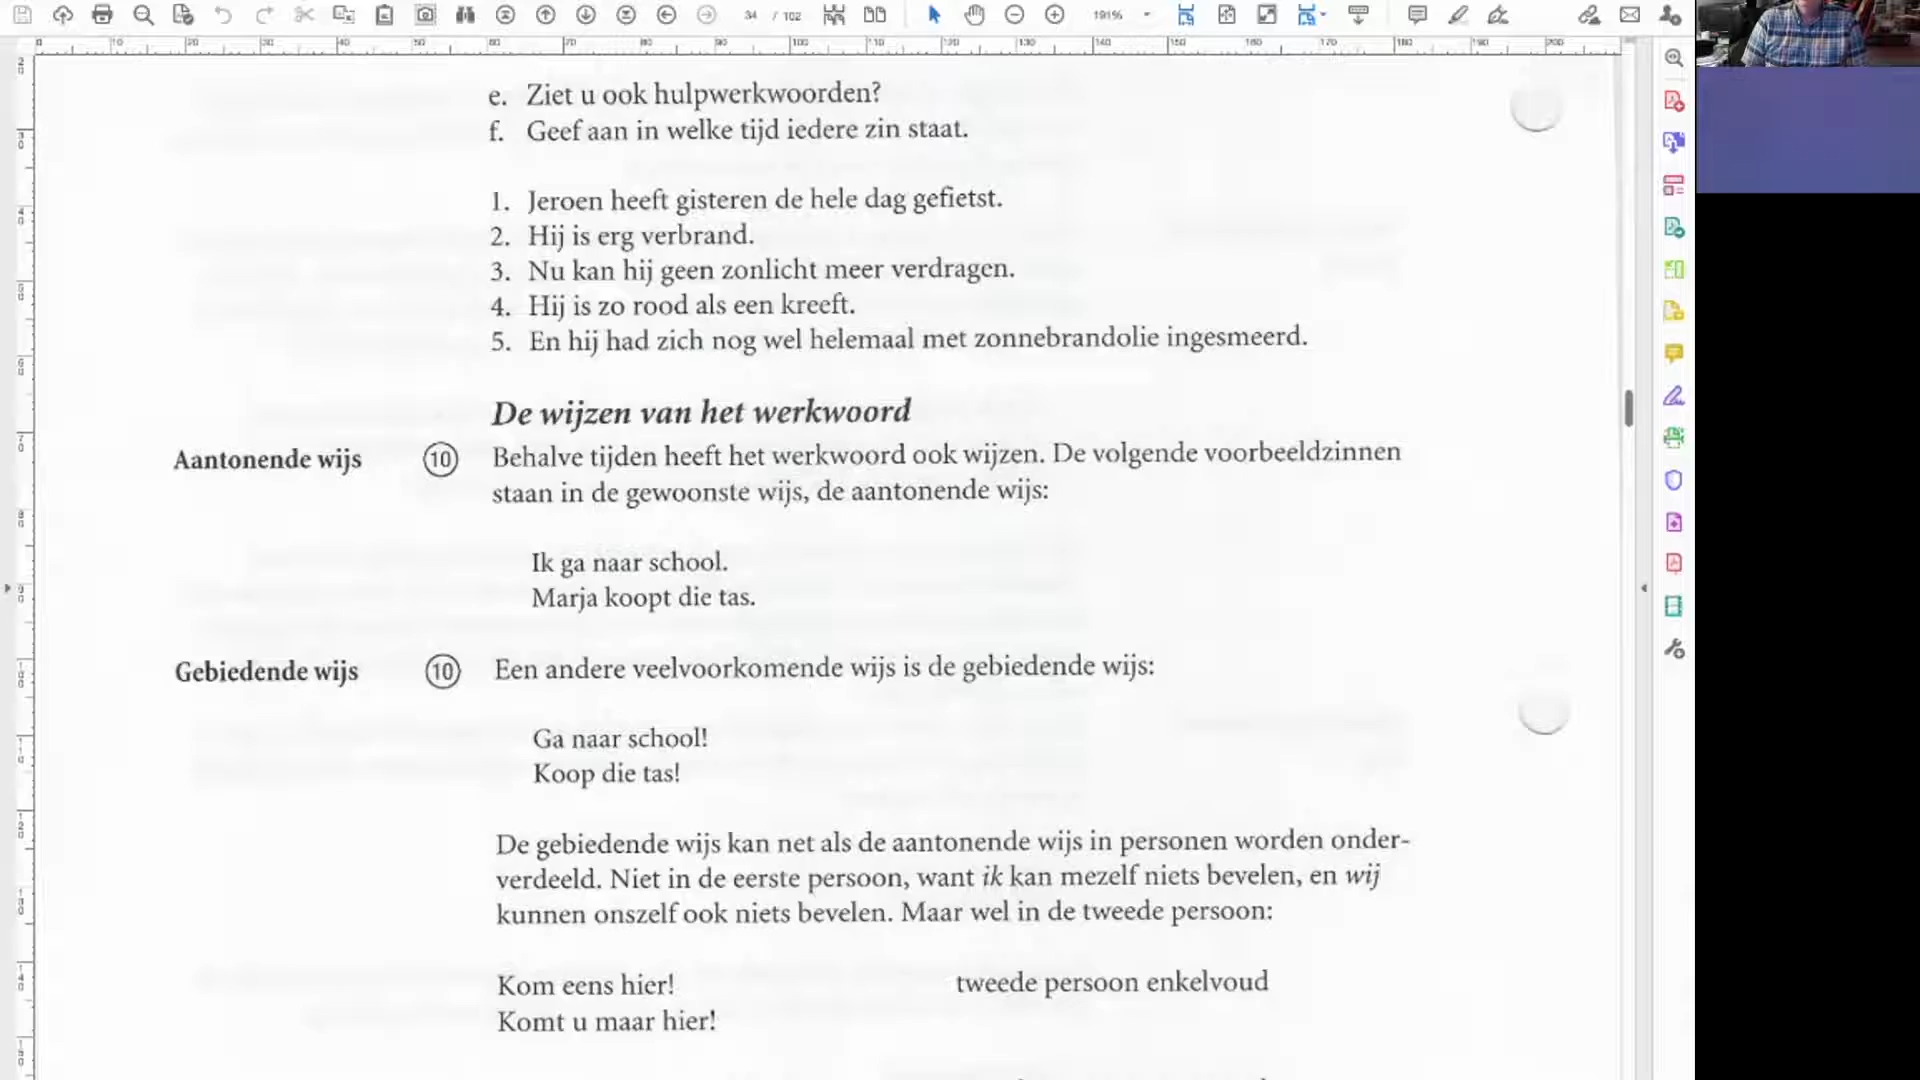 34 / 102
191%
e. Ziet u ook hulpwerkwoorden?
f. Geef aan in welke tijd iedere zin staat.
1. Jeroen heeft gisteren de hele dag gefietst.
2. Hij is erg verbrand.
3. Nu kan hij geen zonlicht meer verdragen.
4. Hij is zo rood als een kreeft.
5. En hij had zich nog wel helemaal met zonnebrandolie ingesmeerd.
De wijzen van het werkwoord
Aantonende wijs 10 Behalve tijden heeft het werkwoord ook wijzen. De volgende voorbeeldzinnen
staan in de gewoonste wijs, de aantonende wijs:
Ik ga naar school.
Marja koopt die tas.
Gebiedende wijs 10 Een andere veelvoorkomende wijs is de gebiedende wijs:
Ga naar school!
Koop die tas!
De gebiedende wijs kan net als de aantonende wijs in personen worden onder-
verdeeld. Niet in de eerste persoon, want ik kan mezelf niets bevelen, en wij
kunnen onszelf ook niets bevelen. Maar wel in de tweede persoon:
Kom eens hier! tweede persoon enkelvoud
Komt u maar hier!